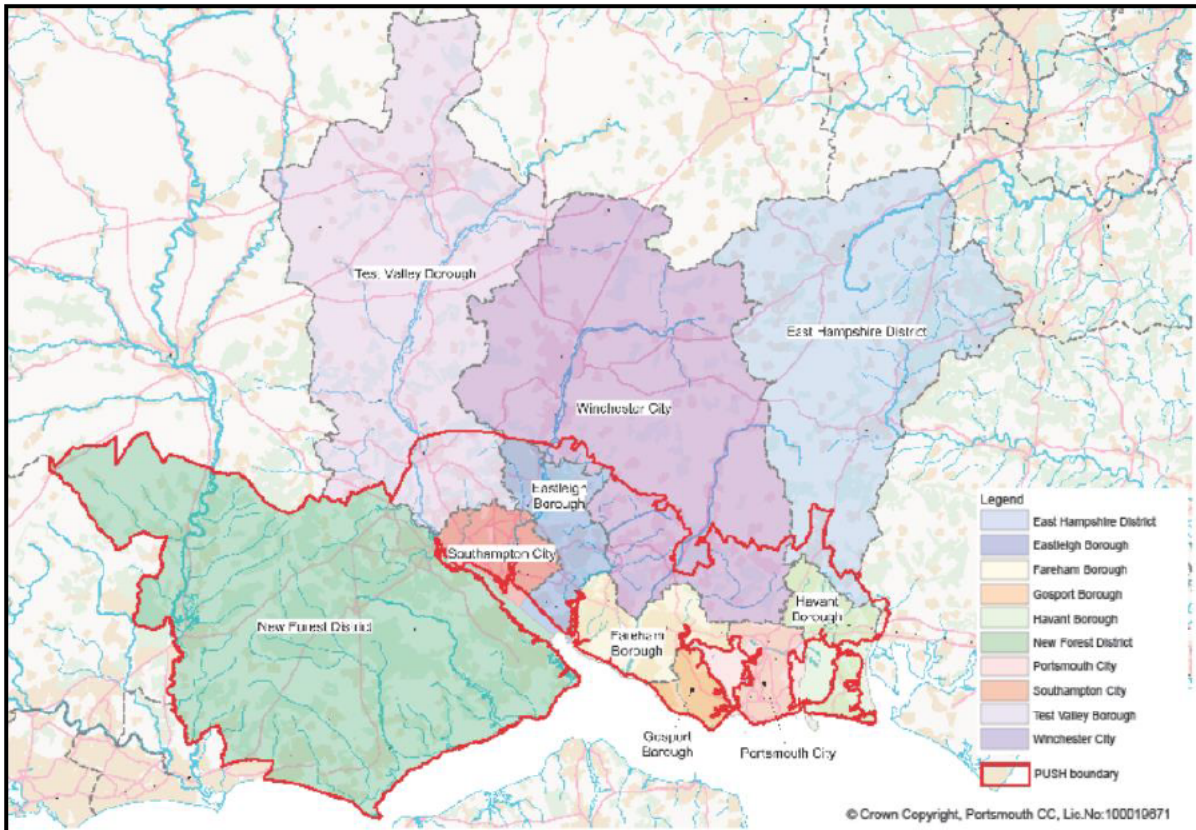 Test Valley Borough
East Hampshire District
Winchester City
Eastleigh
Borough
Southampton City
New Forest District
Fareham
Borough
Havant
Borough
Gosport
Borough
Portsmouth City
Legend
East Hampshire District
Eastleigh Borough
Fareham Borough
Gosport Borough
Havant Borough
New Forest District
Portsmouth City
Southampton City
Test Valley Borough
Winchester City
PUSH boundary
© Crown Copyright, Portsmouth CC, Lic.No:100019671